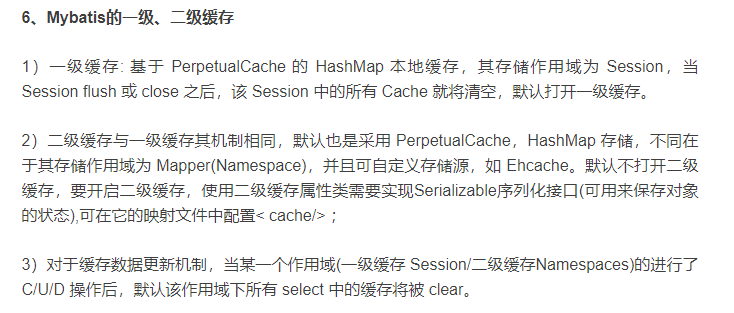 6、Mybatis的一级、二级缓存
1）一级缓存: 基于 PerpetualCache 的 HashMap 本地缓存，其存储作用域为 Session，当
Session flush 或 close 之后，该 Session 中的所有 Cache 就将清空，默认打开一级缓存。
2）二级缓存与一级缓存其机制相同，默认也是采用 PerpetualCache，HashMap 存储，不同在
于其存储作用域为 Mapper(Namespace)，并且可自定义存储源，如 Ehcache。默认不打开二级
缓存，要开启二级缓存，使用二级缓存属性类需要实现Serializable序列化接口(可用来保存对象
的状态),可在它的映射文件中配置< cache/> ；
3）对于缓存数据更新机制，当某一个作用域(一级缓存 Session/二级缓存Namespaces)的进行了
C/U/D 操作后，默认该作用域下所有 select 中的缓存将被 clear。